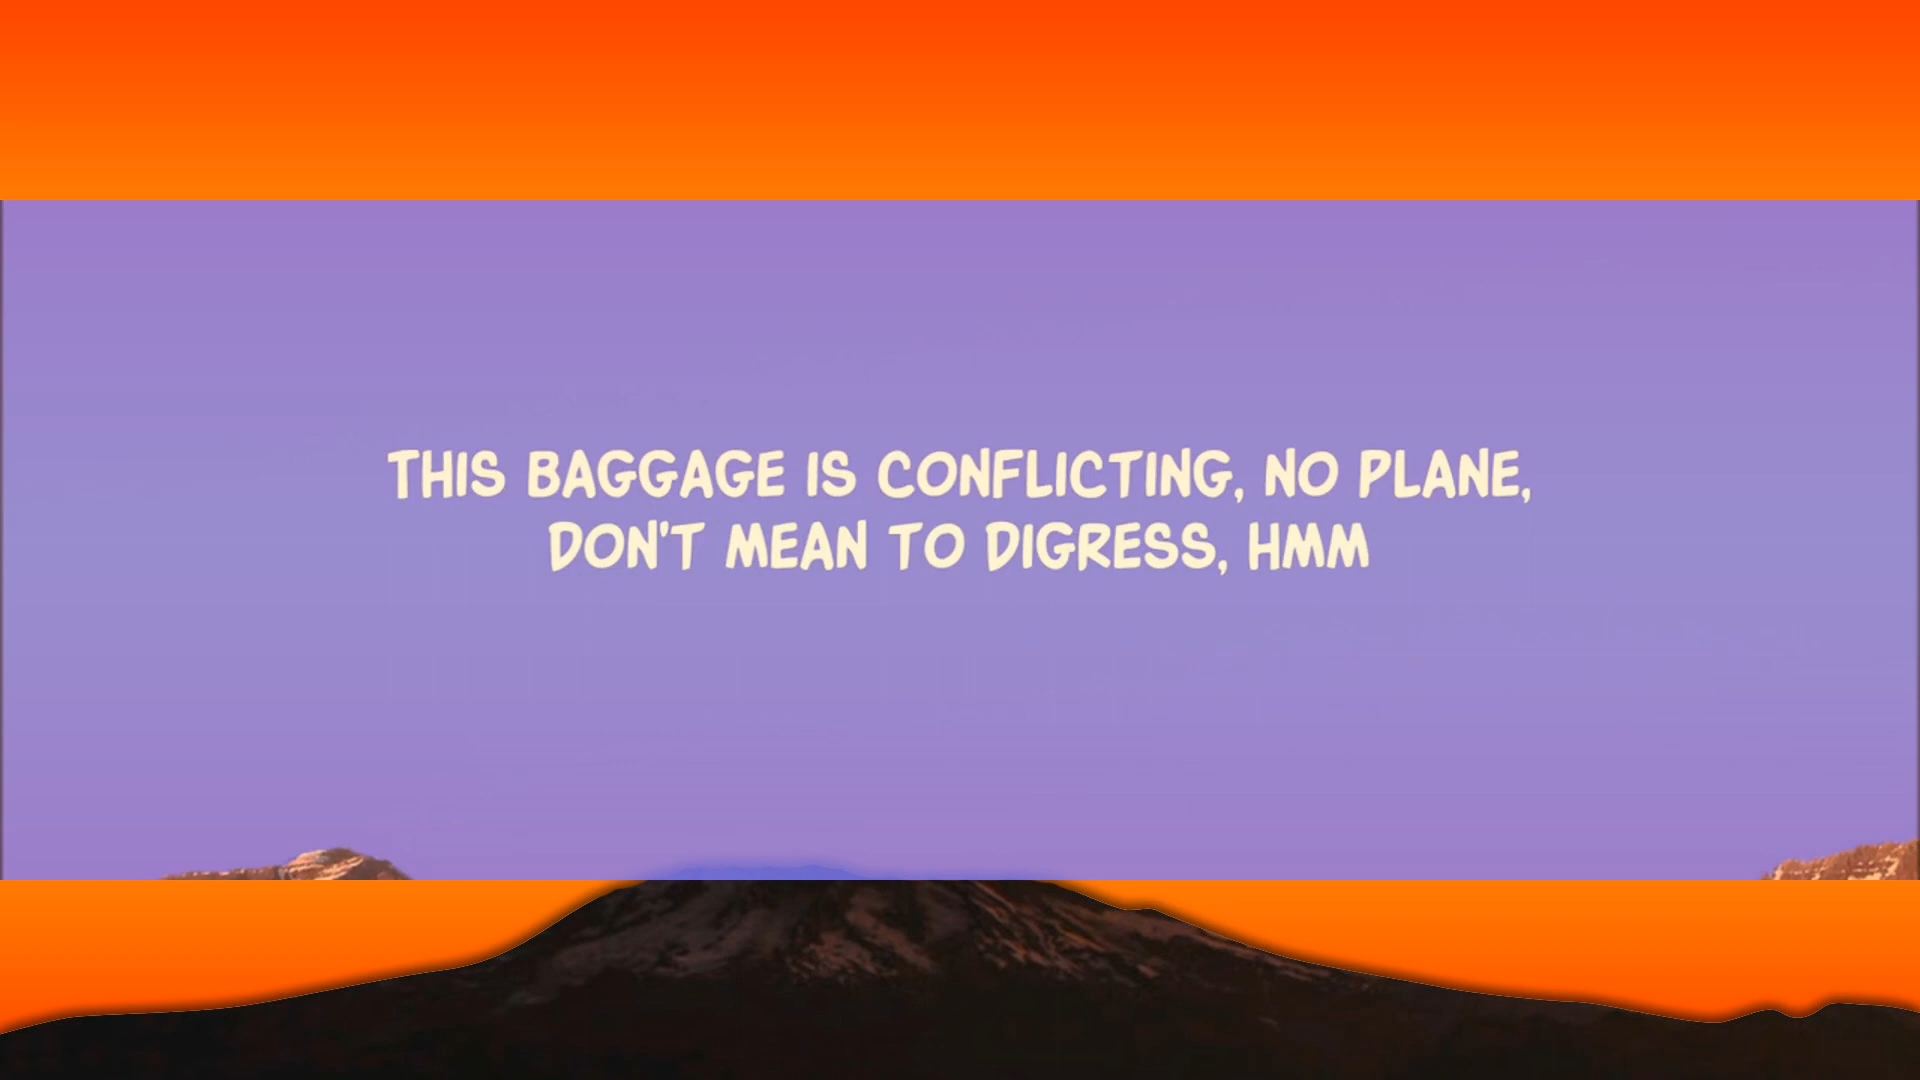 THIS BAGGAGE IS CONFLICTING, NO PLANE,
DON'T MEAN TO DIGRESS, HMM